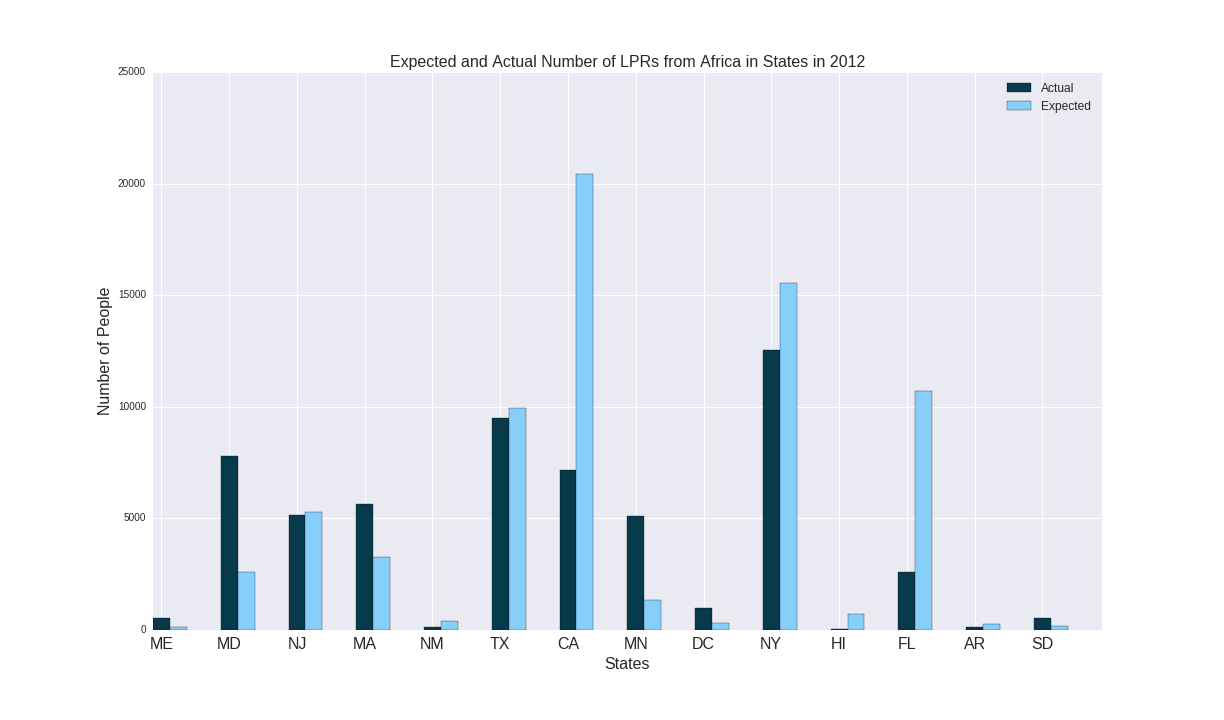 Expected and Actual Number of LPRs from Africa in States in 2012
Actual
Expected
25000
20000
15000
10000
5000
0
Number of People
ME MD NJ MA NM TX CA MN DC NY HI FL AR SD
States